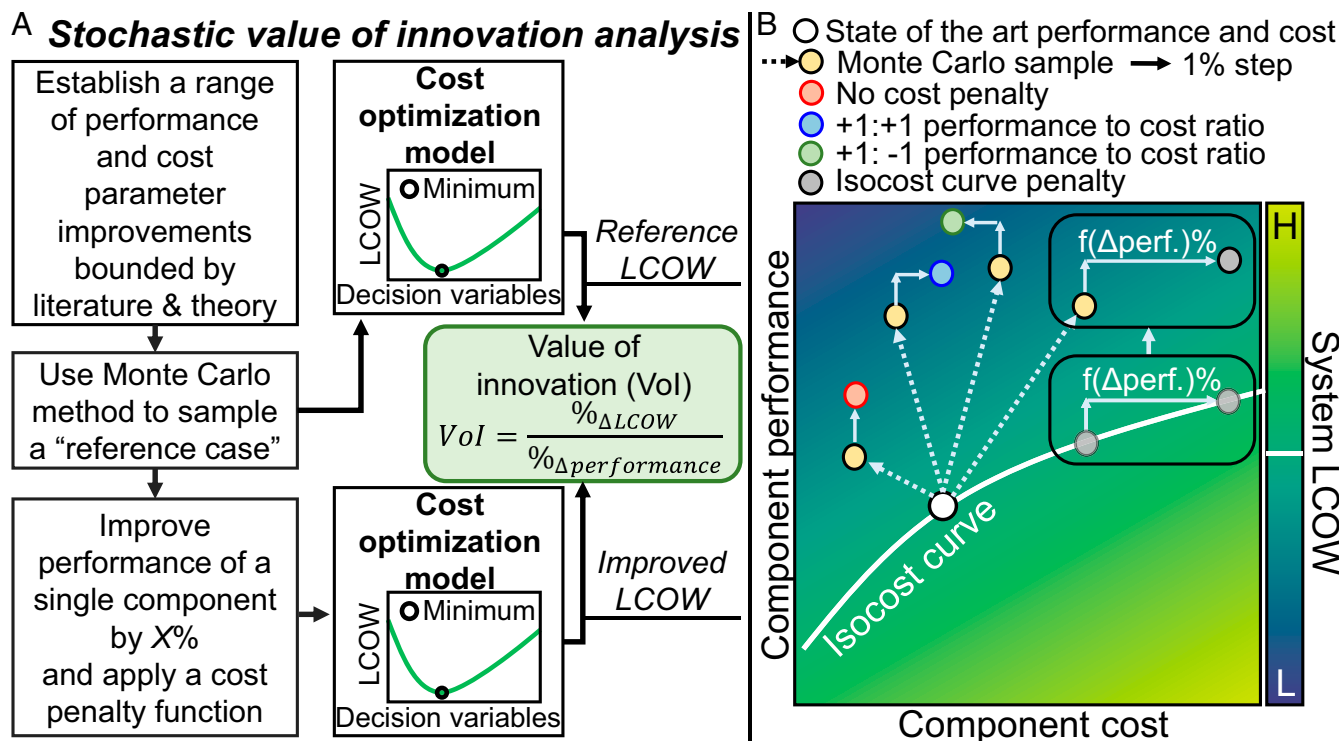 A
Stochastic value of innovation analysis
Establish a range
of performance
and cost
parameter
improvements
bounded by
literature & theory
Use Monte Carlo
method to sample
a “reference case”
Improve
performance of a
single component
by X%
and apply a cost
penalty function
Cost
optimization
model
Minimum
LCOW
Decision variables
Reference
LCOW
Value of
innovation (VoI)
VoI = %ΔLCOW / %Δperformance
Cost
optimization
model
Minimum
LCOW
Decision variables
Improved
LCOW
B
State of the art performance and cost
Monte Carlo sample → 1% step
No cost penalty
+1:+1 performance to cost ratio
+1: -1 performance to cost ratio
Isocost curve penalty
Component performance
f(Δperf.)%
f(Δperf.)%
Isocost curve
Component cost
H
L
System LCOW